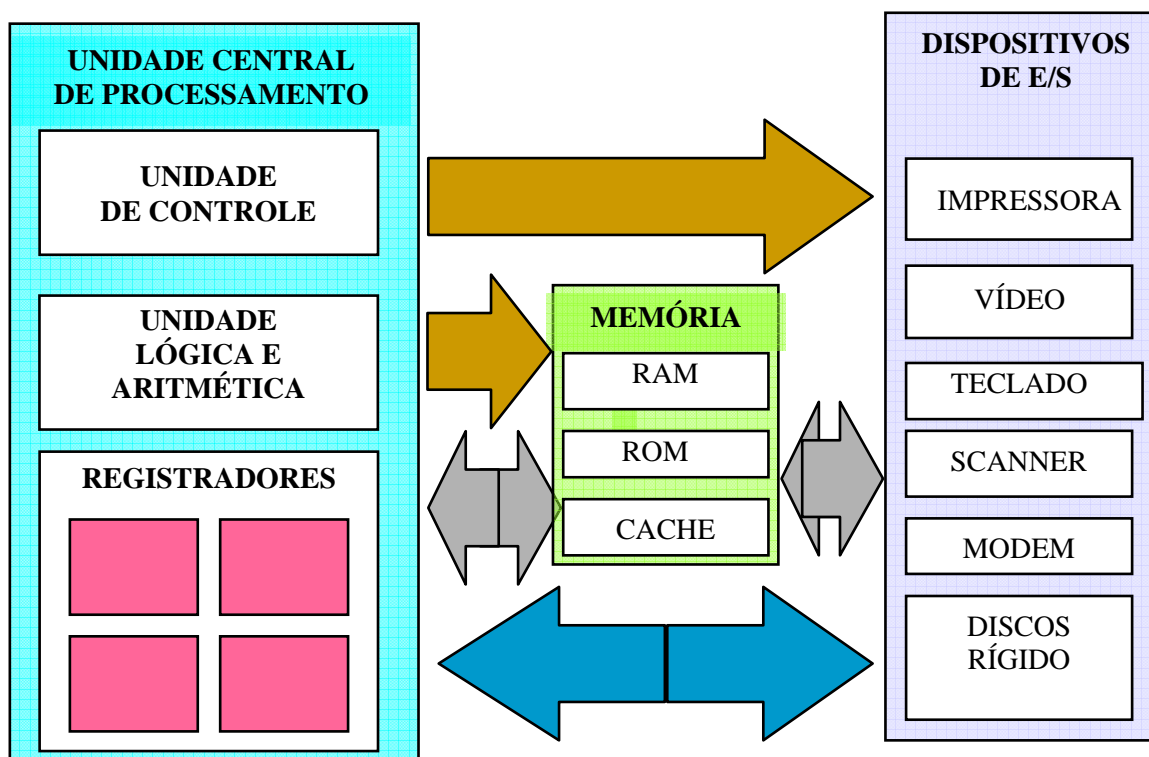 UNIDADE CENTRAL
DE PROCESSAMENTO
UNIDADE
DE CONTROLE
UNIDADE
LÓGICA E
ARITMÉTICA
REGISTRADORES
MEMÓRIA
RAM
ROM
CACHE
DISPOSITIVOS
DE E/S
IMPRESSORA
VÍDEO
TECLADO
SCANNER
MODEM
DISCOS
RÍGIDO